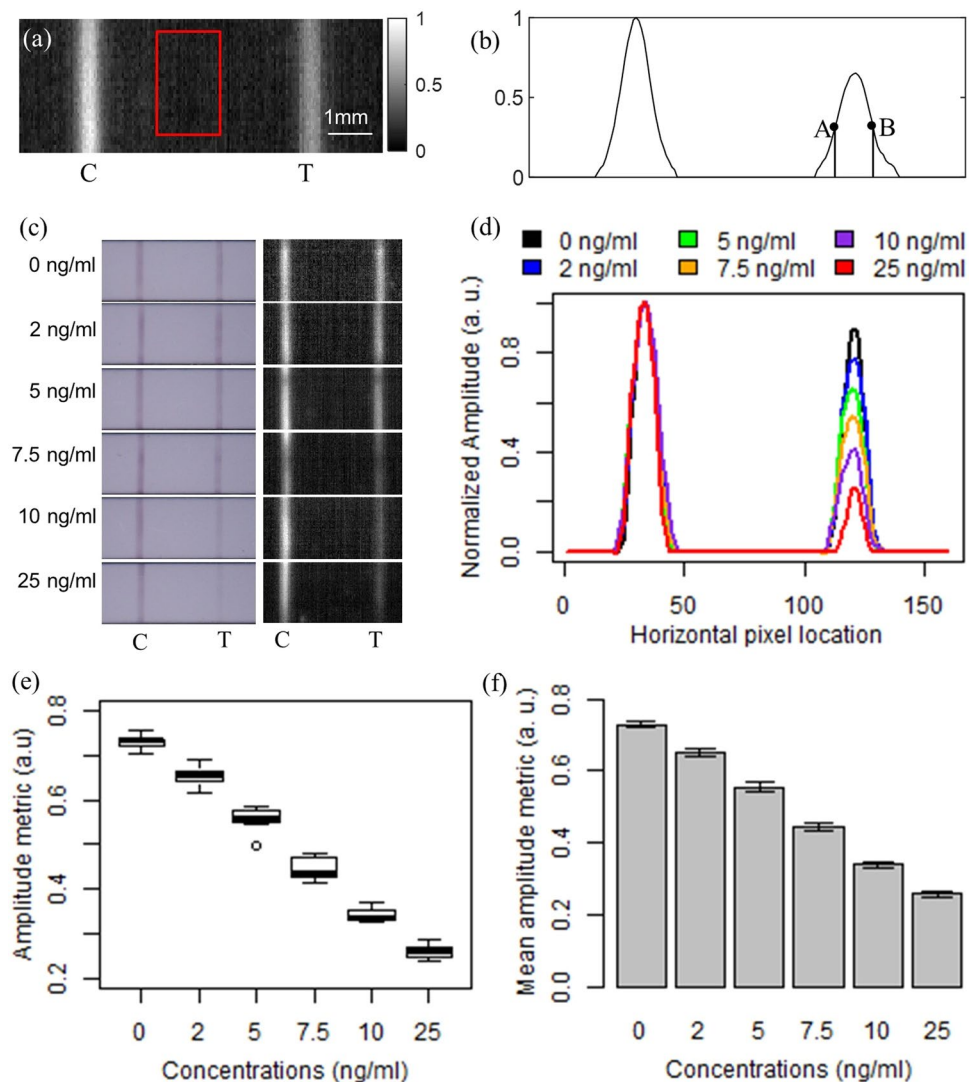 (a)
1mm
1
0.5
0
C T
(b)
1
0.5
0
A B
(c)
0 ng/ml
2 ng/ml
5 ng/ml
7.5 ng/ml
10 ng/ml
25 ng/ml
C T C T
(d)
0 ng/ml 5 ng/ml 10 ng/ml
2 ng/ml 7.5 ng/ml 25 ng/ml
Normalized Amplitude (a. u.)
0.8
0.4
0.0
0 50 100 150
Horizontal pixel location
(e)
Amplitude metric (a.u)
0.8
0.6
0.4
0.2
0 2 5 7.5 10 25
Concentrations (ng/ml)
(f)
Mean amplitude metric (a. u.)
0.8
0.6
0.4
0.2
0.0
0 2 5 7.5 10 25
Concentrations (ng/ml)